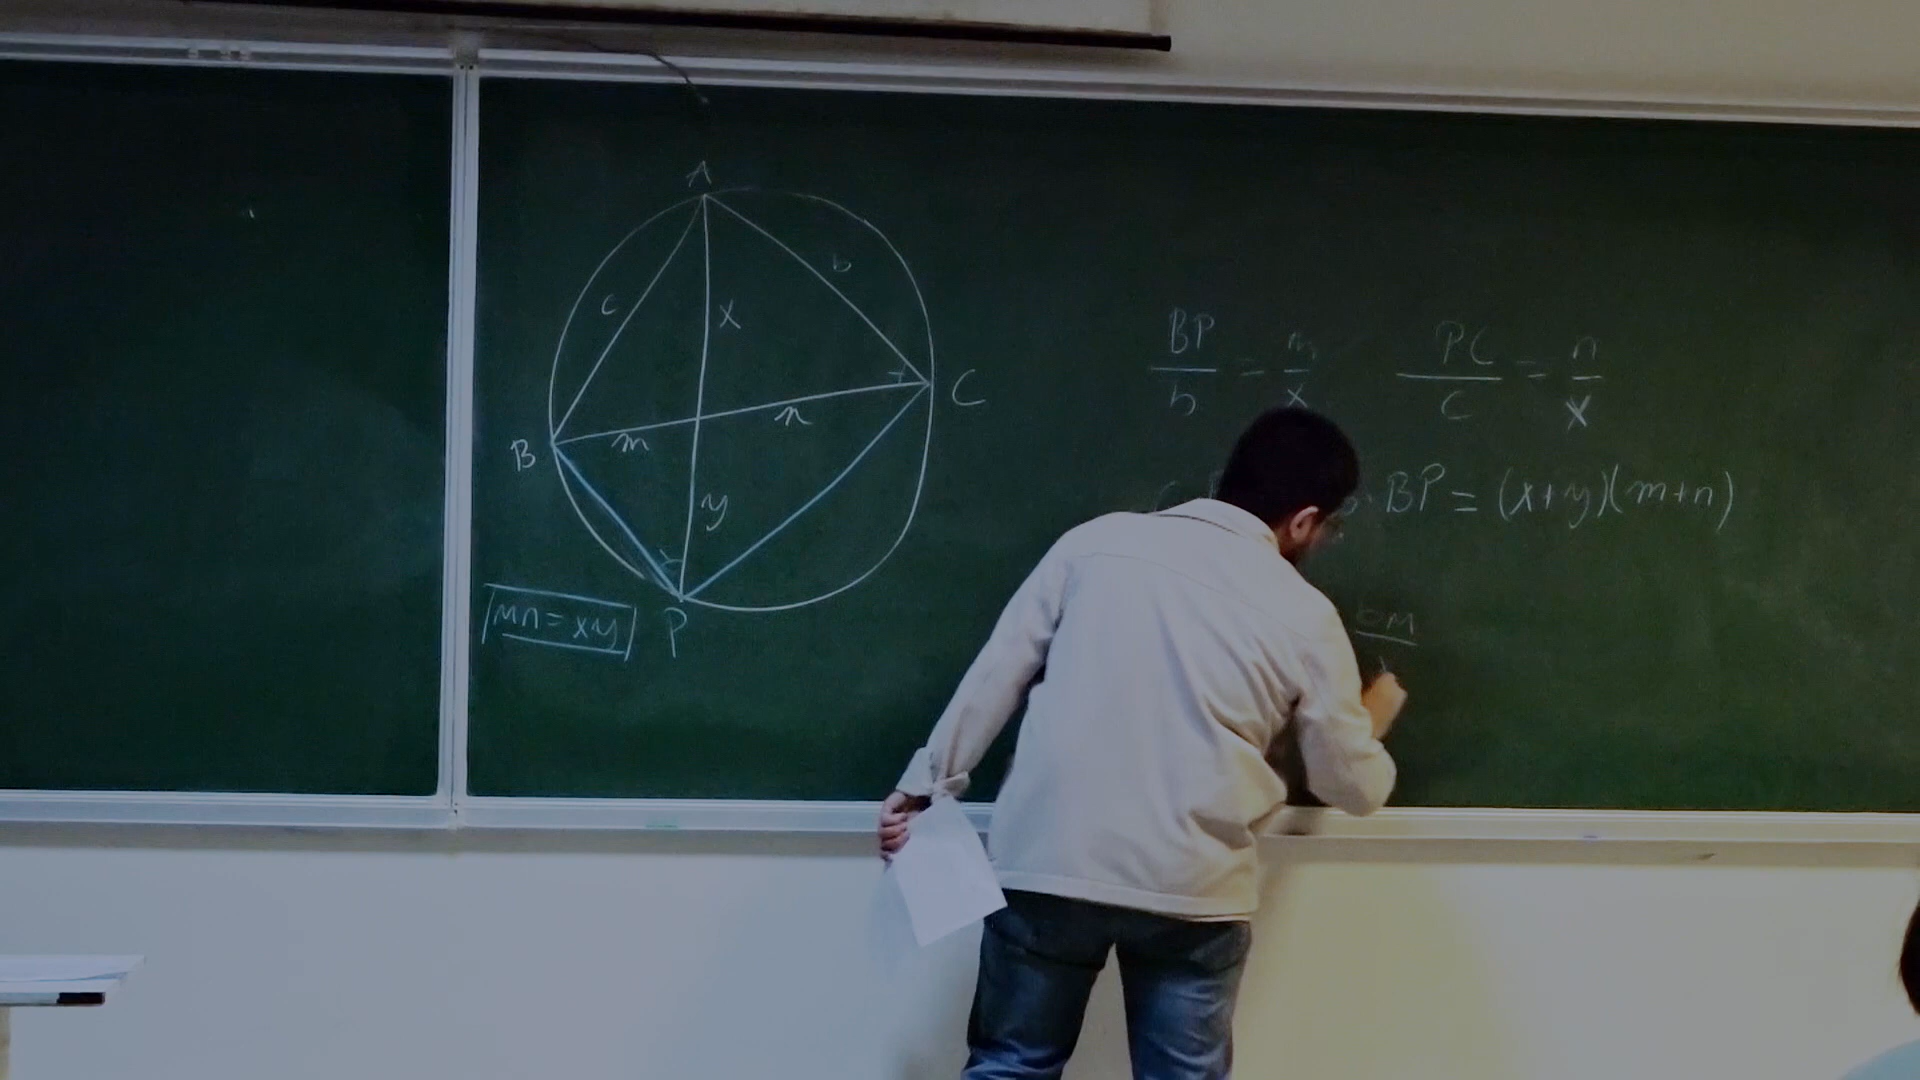 A
b
c
x
C
n
m
B
y
mn = xy
P
BP/b = m/x
PC/C = n/x
BP = (x+y)(m+n)
bm